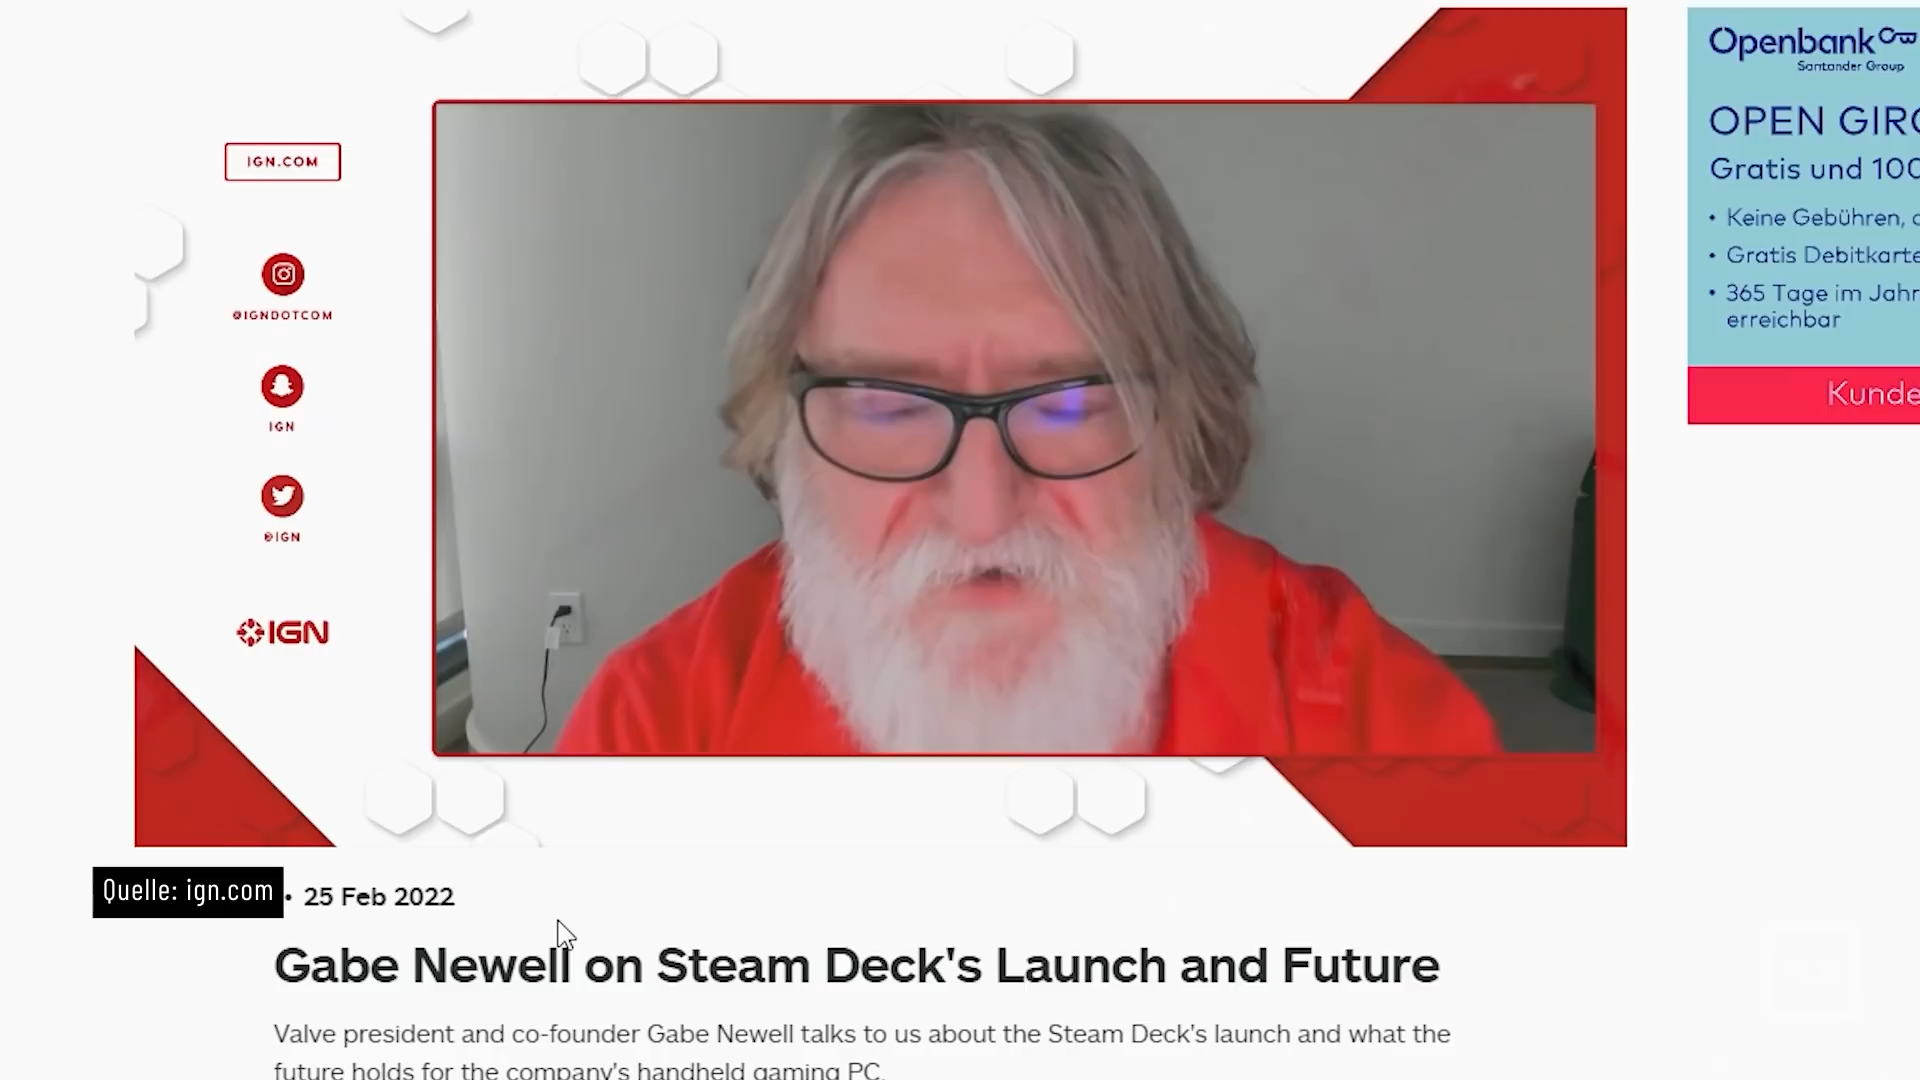 IGN.COM
@IGNDOTCOM
IGN
@IGN
IGN
Openbank
Santander Group
OPEN GIRO
Gratis und 100
• Keine Gebühren,
• Gratis Debitkarte
• 365 Tage im Jahr
erreichbar
Kunde
Quelle: ign.com
• 25 Feb 2022
Gabe Newell on Steam Deck's Launch and Future
Valve president and co-founder Gabe Newell talks to us about the Steam Deck's launch and what the
future holds for the company's handheld gaming PC.